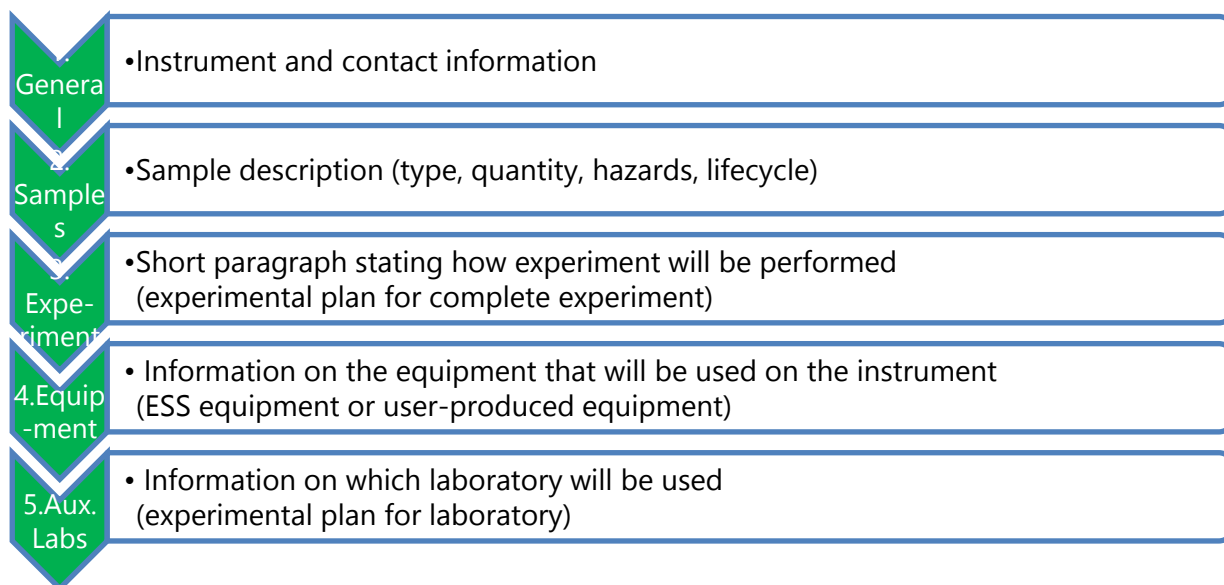 Genera
l
•Instrument and contact information
2.
Sample
s
•Sample description (type, quantity, hazards, lifecycle)
3.
Expe-
riment
•Short paragraph stating how experiment will be performed
(experimental plan for complete experiment)
4.Equip
-ment
• Information on the equipment that will be used on the instrument
(ESS equipment or user-produced equipment)
5.Aux.
Labs
• Information on which laboratory will be used
(experimental plan for laboratory)